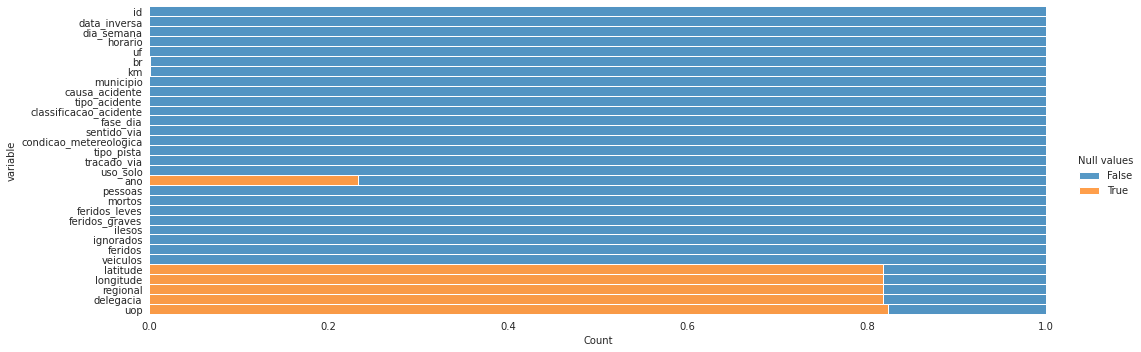 id
data_inversa
dia_semana
horario
uf
br
km
municipio
causa_acidente
tipo_acidente
classificacao_acidente
fase_dia
sentido_via
condicao_metereologica
tipo_pista
tracado_via
uso_solo
ano
pessoas
mortos
feridos_leves
feridos_graves
ilesos
ignorados
feridos
veiculos
latitude
longitude
regional
delegacia
uop
variable
0.0 0.2 0.4 0.6 0.8 1.0
Count
Null values
False
True